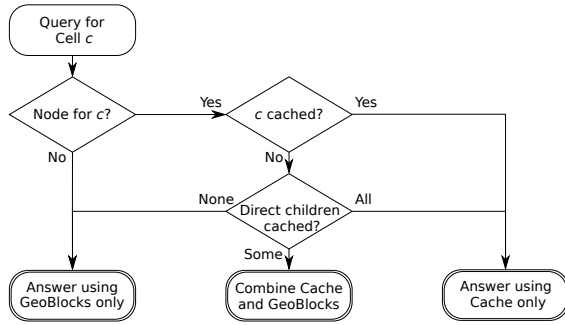 Query for
Cell c
Node for c?
Yes
c cached?
Yes
No
No
None
Direct children
cached?
All
Some
Answer using
GeoBlocks only
Combine Cache
and GeoBlocks
Answer using
Cache only